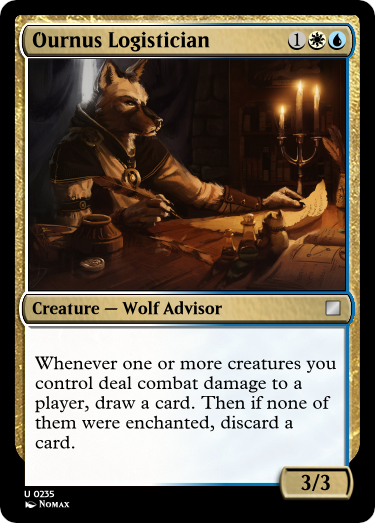 Ournus Logistician 1
Creature — Wolf Advisor
Whenever one or more creatures you
control deal combat damage to a
player, draw a card. Then if none of
them were enchanted, discard a
card.
3/3
U 0235
Nomax